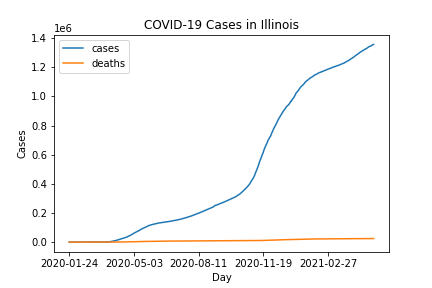 COVID-19 Cases in Illinois
1e6
1.4
1.2
1.0
0.8
0.6
0.4
0.2
0.0
Cases
cases
deaths
2020-01-24 2020-05-03 2020-08-11 2020-11-19 2021-02-27
Day